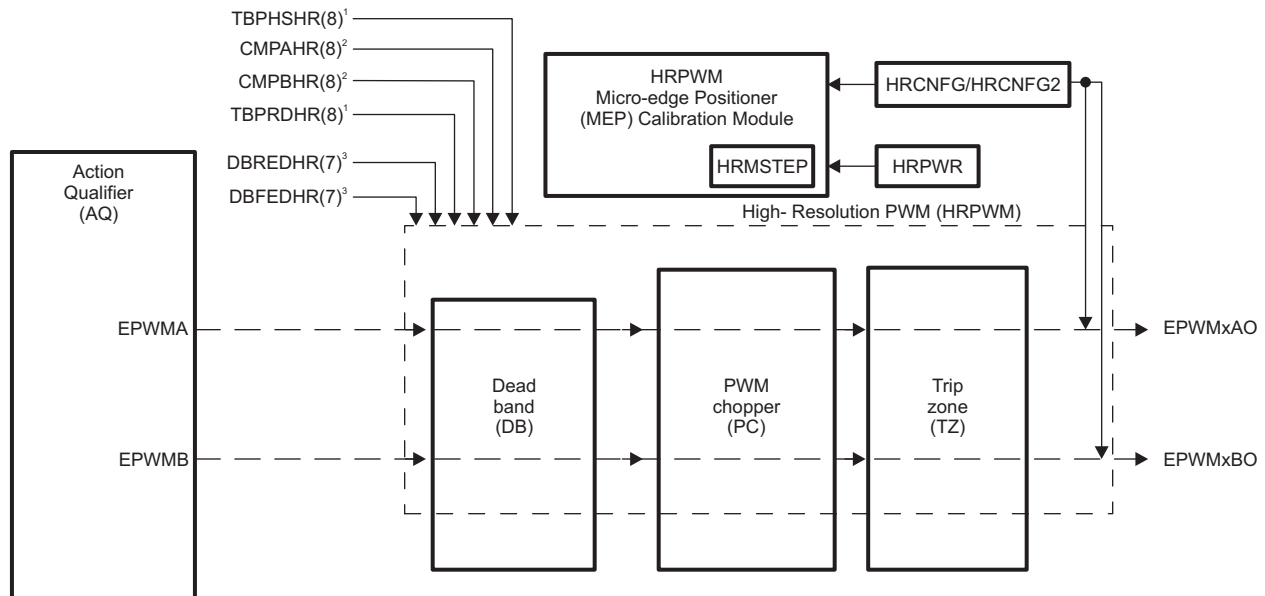 TBPHSHR(8)¹
CMPAHR(8)²
CMPBHR(8)²
TBPRDHR(8)¹
DBREDHR(7)³
DBFEDHR(7)³
HRPWM
Micro-edge Positioner
(MEP) Calibration Module
HRMSTEP
HRCNFG/HRCNFG2
HRPWR
High- Resolution PWM (HRPWM)
Action
Qualifier
(AQ)
EPWMA
EPWMB
Dead
band
(DB)
PWM
chopper
(PC)
Trip
zone
(TZ)
EPWMxAO
EPWMxBO